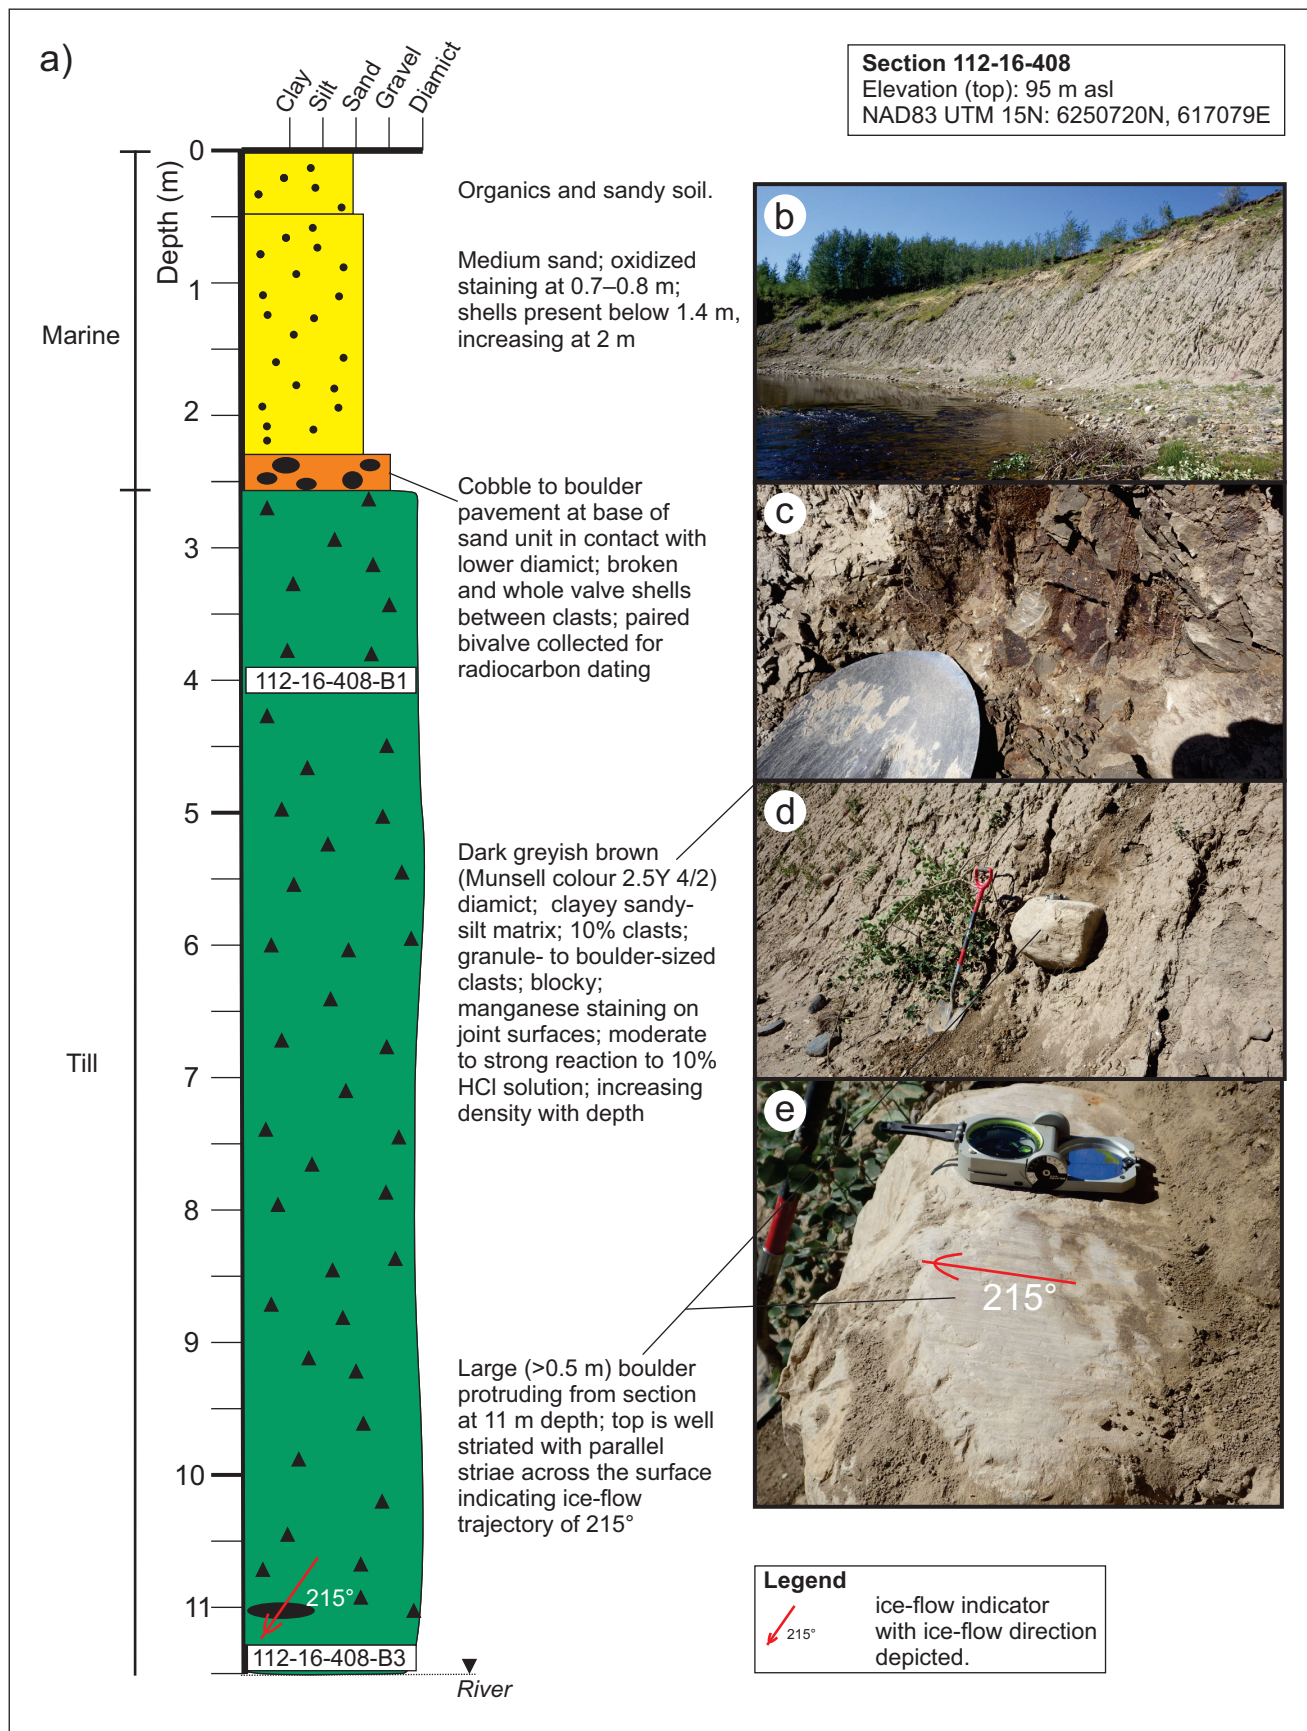 a)
Clay
Silt
Sand
Gravel
Diamict
Section 112-16-408
Elevation (top): 95 m asl
NAD83 UTM 15N: 6250720N, 617079E
Depth (m)
0
1
2
3
4
5
6
7
8
9
10
11
Marine
Till
Organics and sandy soil.
Medium sand; oxidized
staining at 0.7–0.8 m;
shells present below 1.4 m,
increasing at 2 m
Cobble to boulder
pavement at base of
sand unit in contact with
lower diamict; broken
and whole valve shells
between clasts; paired
bivalve collected for
radiocarbon dating
112-16-408-B1
Dark greyish brown
(Munsell colour 2.5Y 4/2)
diamict;  clayey sandy-
silt matrix; 10% clasts;
granule- to boulder-sized
clasts; blocky;
manganese staining on
joint surfaces; moderate
to strong reaction to 10%
HCl solution; increasing
density with depth
Large (>0.5 m) boulder
protruding from section
at 11 m depth; top is well
striated with parallel
striae across the surface
indicating ice-flow
trajectory of 215°
215°
112-16-408-B3
River
b
c
d
e
215°
Legend
215°
ice-flow indicator
with ice-flow direction
depicted.